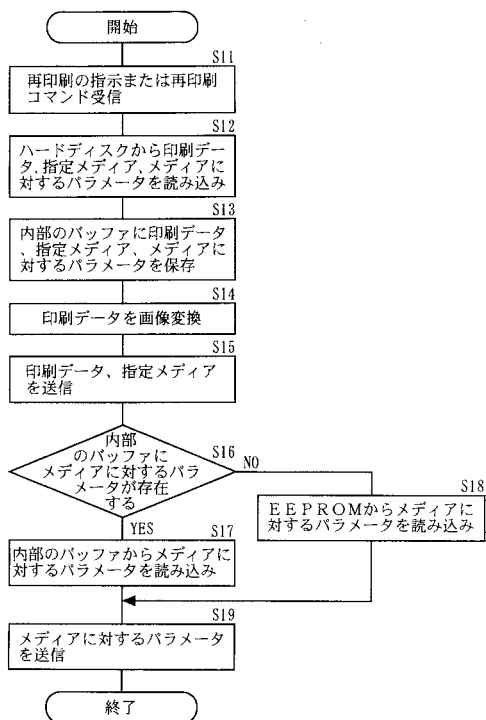 開始
S11
再印刷の指示または再印刷
コマンド受信
S12
ハードディスクから印刷デー
タ、指定メディア、メディアに
対するパラメータを読み込み
S13
内部のバッファに印刷データ
、指定メディア、メディアに
対するパラメータを保存
S14
印刷データを画像変換
S15
印刷データ、指定メディア
を送信
S16
内部
のバッファに
メディアに対するパラ
メータが存在
する
NO
YES
S18
EEPROMからメディアに
対するパラメータを読み込み
S17
内部のバッファからメディアに
対するパラメータを読み込み
S19
メディアに対するパラメータ
を送信
終了